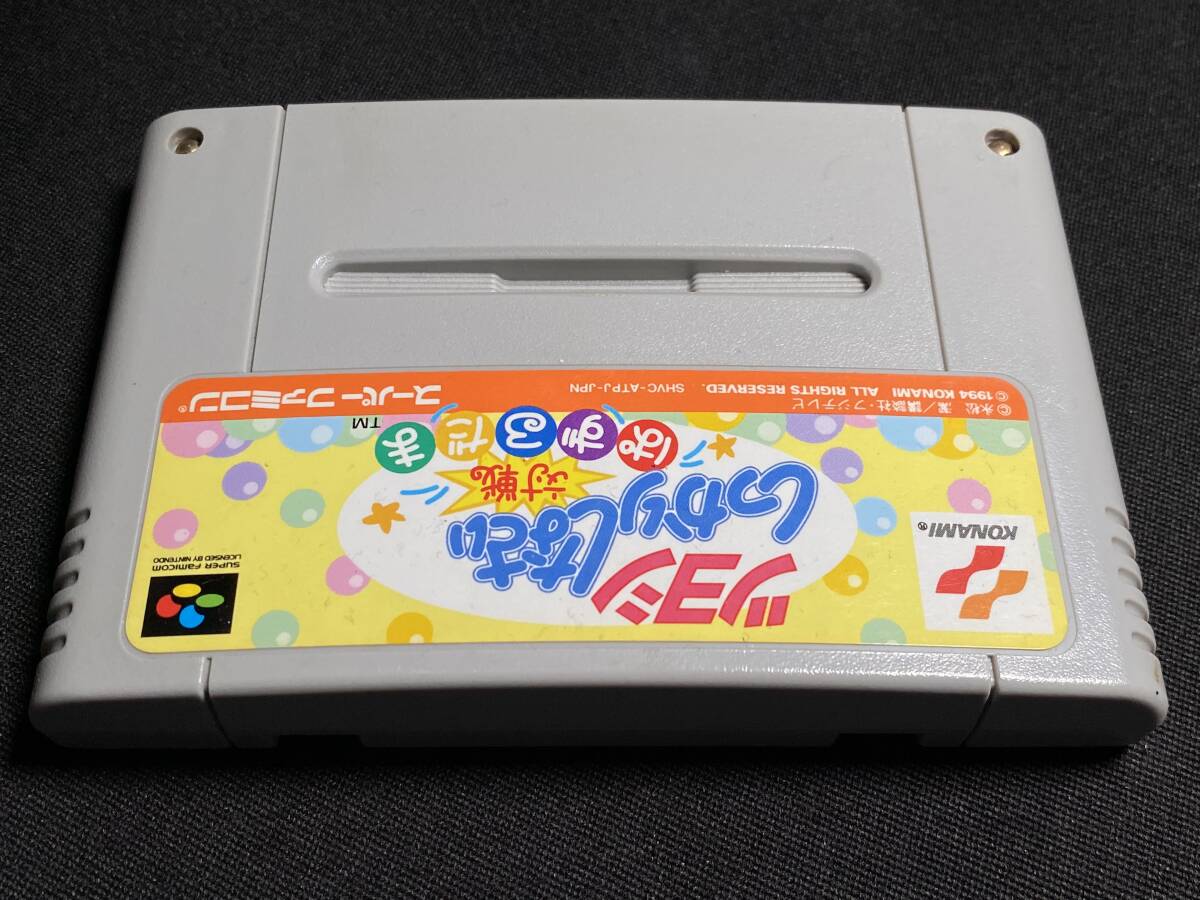 KONAMI®
ツヨシ
しっかりしなさい
対戦
ぱずるだま
TM
SUPER FAMICOM
LICENSED BY NINTENDO
© 永松 潔/講談社・フジテレビ
© 1994 KONAMI ALL RIGHTS RESERVED.
SHVC-ATPJ-JPN
スーパーファミコン®